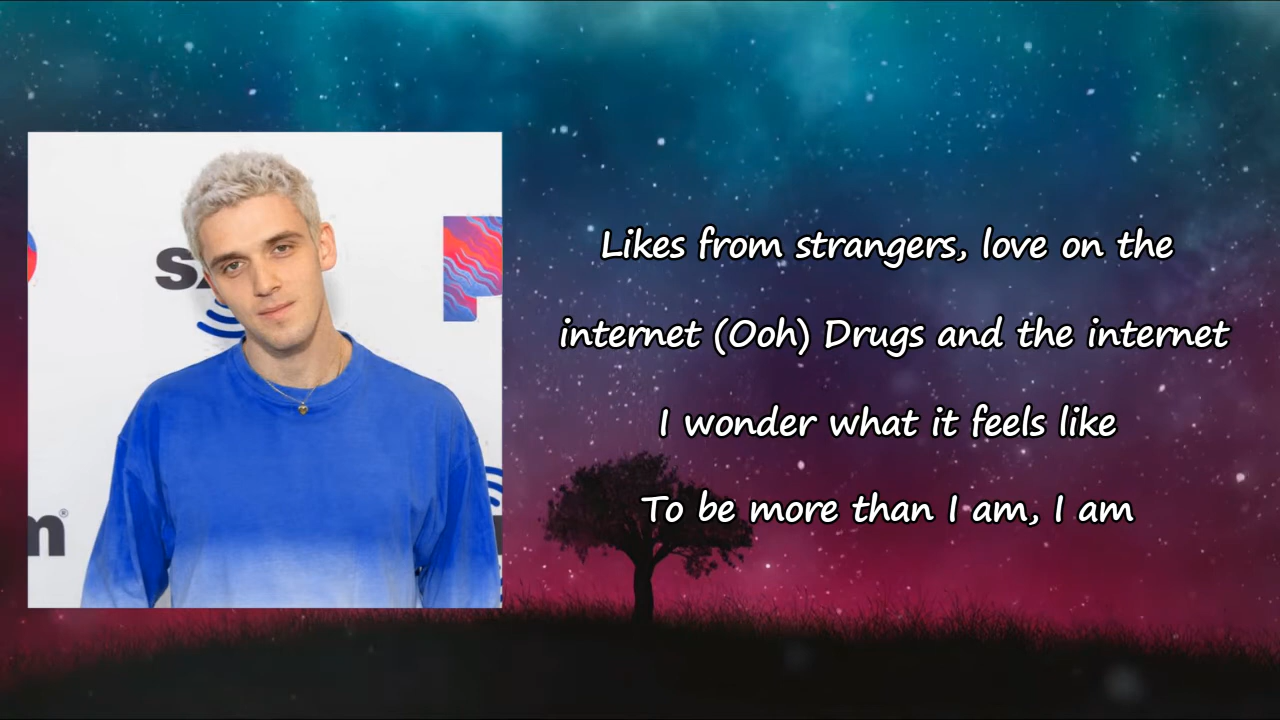 Likes from strangers, love on the
internet (Ooh) Drugs and the internet
I wonder what it feels like
To be more than I am, I am